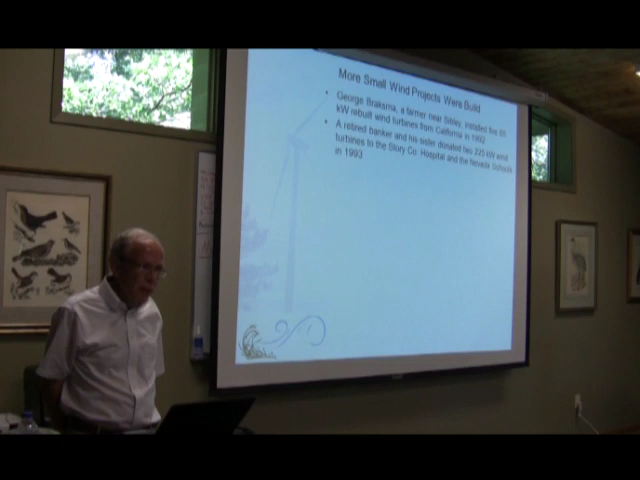 More Small Wind Projects Were Build
• George Braksma, a farmer near Sibley, installed five 65
kW rebuilt wind turbines from California in 1992
• A retired banker and his sister donated two 225 kW wind
turbines to the Story Co. Hospital and the Nevada Schools
in 1993